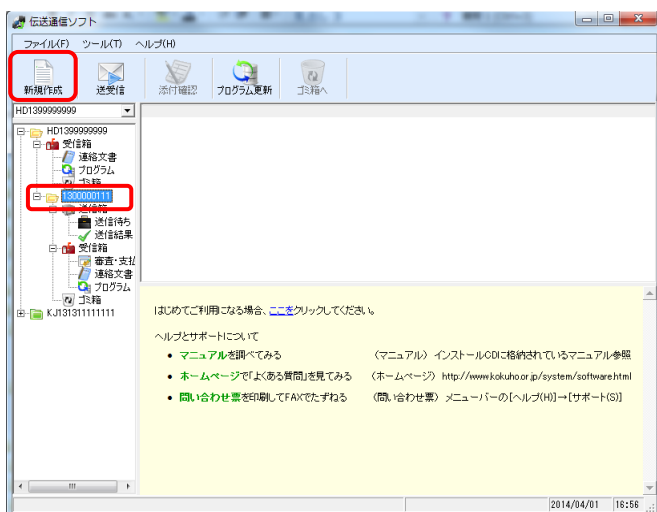 伝送通信ソフト
ファイル(F) ツール(T) ヘルプ(H)
新規作成 送受信 添付確認 プログラム更新 ゴミ箱へ
HD1399999999
HD1399999999
受信箱
連絡文書
プログラム
ゴミ箱
1300000111
送信箱
送信待ち
送信結果
受信箱
審査・支払
連絡文書
プログラム
ゴミ箱
KJ131311111111
はじめてご利用になる場合、ここをクリックしてください。
ヘルプとサポートについて
• マニュアルを調べてみる (マニュアル) インストールCDに格納されているマニュアル参照
• ホームページで「よくある質問」を見てみる (ホームページ) http://www.kokuho.or.jp/system/software.html
• 問い合わせ票を印刷してFAXでたずねる (問い合わせ票) メニューバーの[ヘルプ(H)]→[サポート(S)]
2014/04/01 16:56